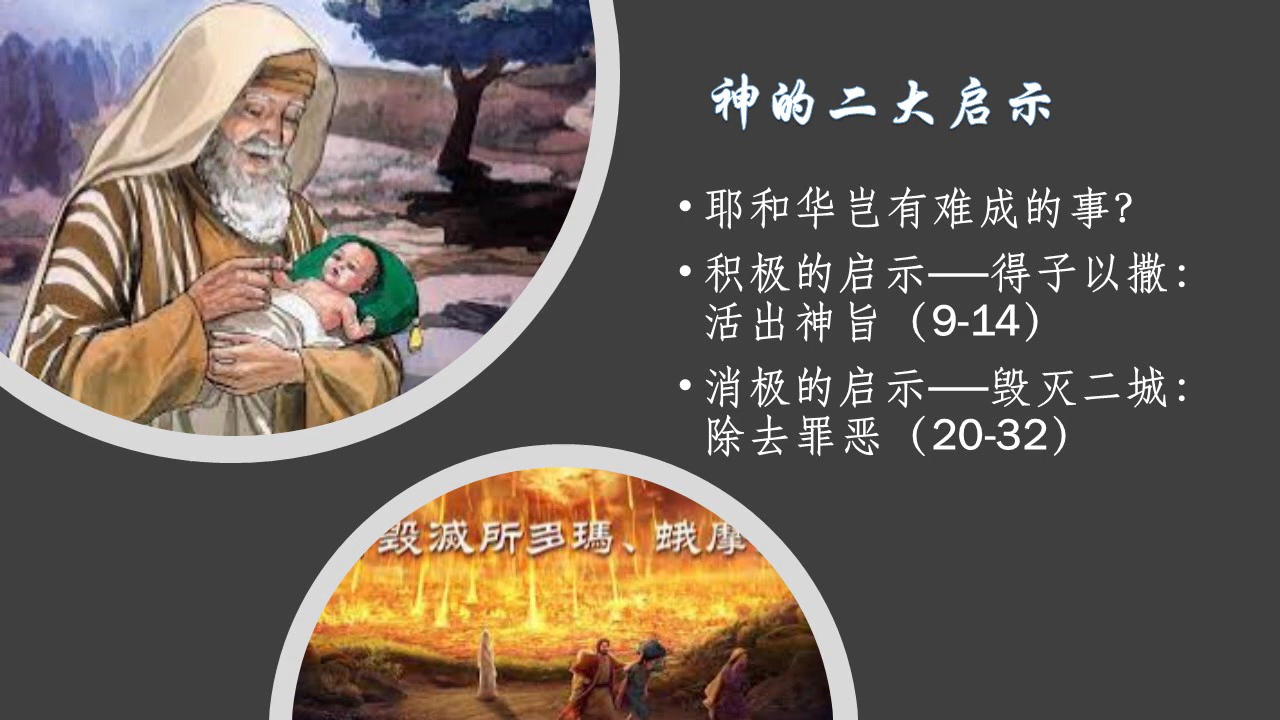 神的二大启示
• 耶和华岂有难成的事？
• 积极的启示──得子以撒：
活出神旨（9-14）
• 消极的启示──毁灭二城：
除去罪恶（20-32）
毀滅所多瑪、蛾摩